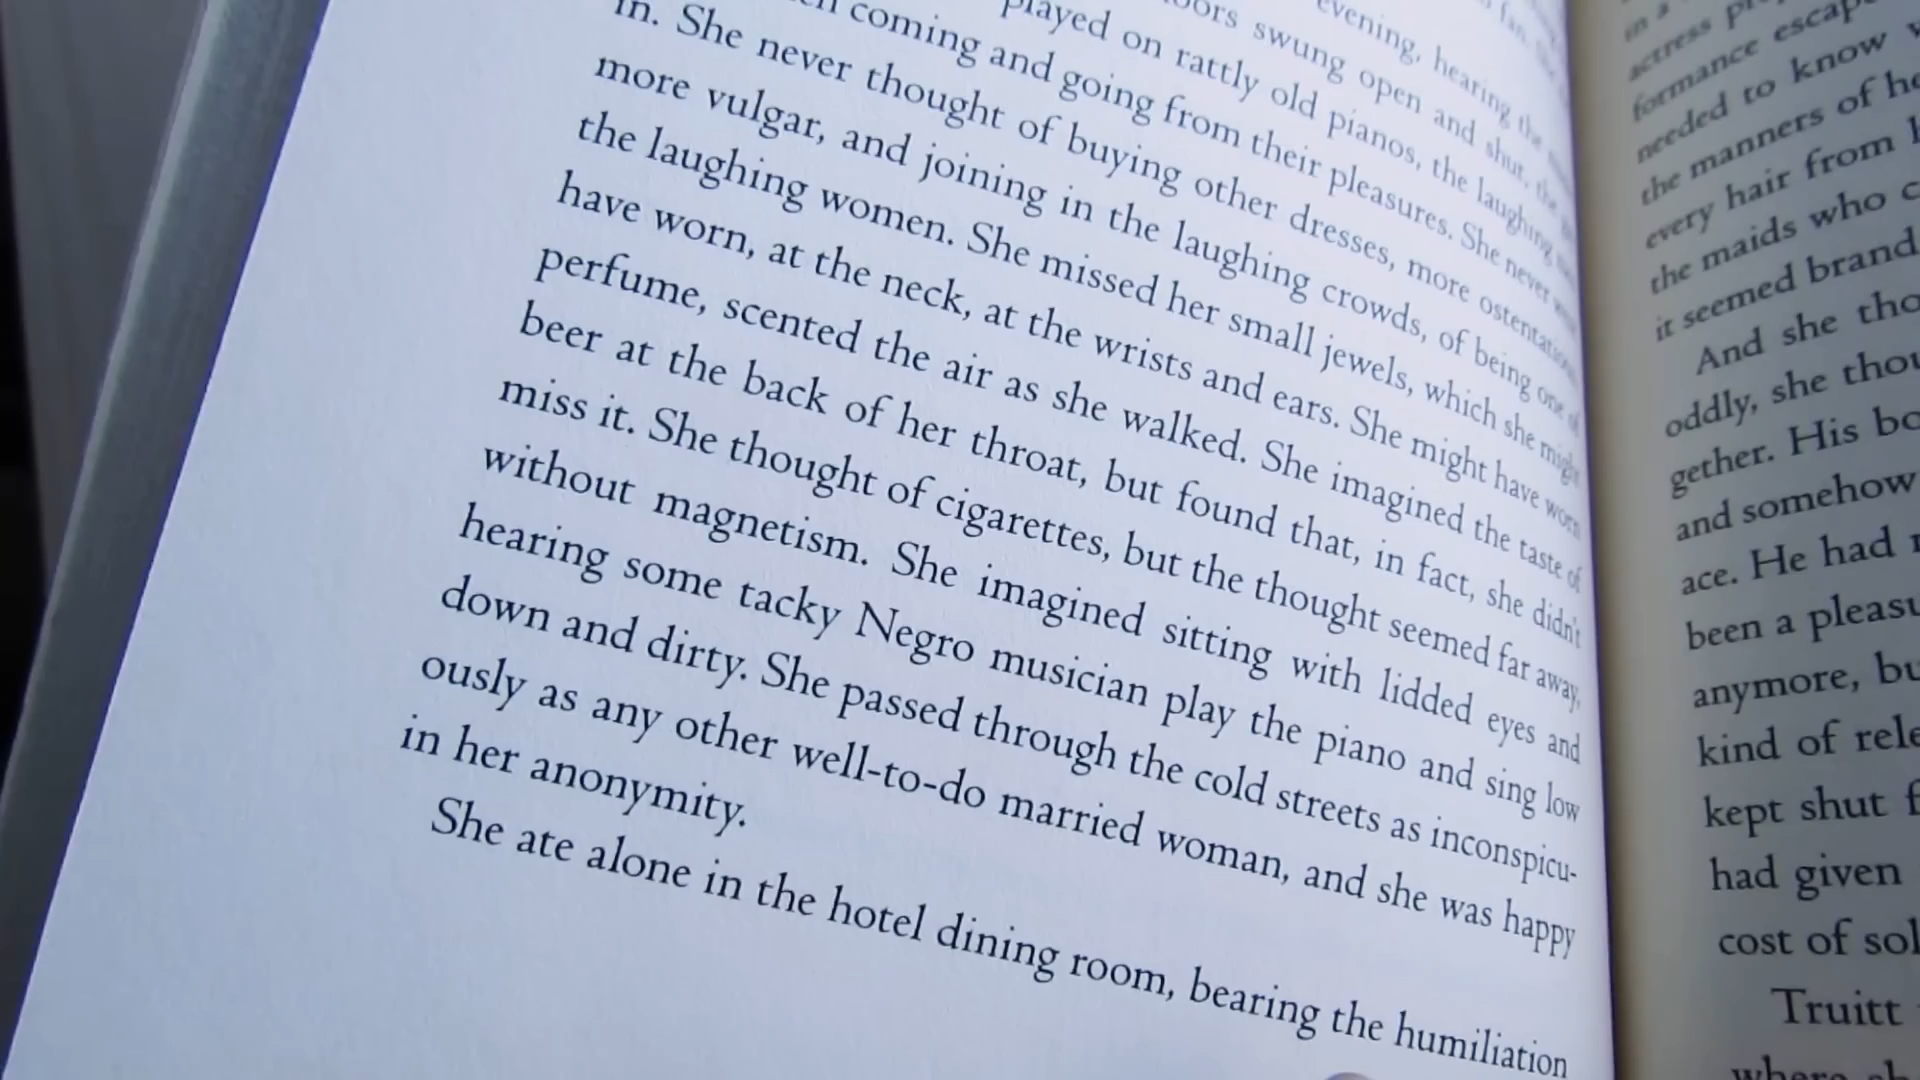 evening, hearing the
doors swung open and shut, the
played on rattly old pianos, the laughing
coming and going from their pleasures. She never
in. She never thought of buying other dresses, more ostentatious
more vulgar, and joining in the laughing crowds, of being one of
the laughing women. She missed her small jewels, which she might
have worn, at the neck, at the wrists and ears. She might have worn
perfume, scented the air as she walked. She imagined the taste of
beer at the back of her throat, but found that, in fact, she didn't
miss it. She thought of cigarettes, but the thought seemed far away,
without magnetism. She imagined sitting with lidded eyes and
hearing some tacky Negro musician play the piano and sing low
down and dirty. She passed through the cold streets as inconspicu-
ously as any other well-to-do married woman, and she was happy
in her anonymity.
She ate alone in the hotel dining room, bearing the humiliation
in a
actress
formance escap
needed to know
the manners of he
every hair from
the maids who c
it seemed brand
And she tho
oddly, she thou
gether. His bo
and somehow
ace. He had
been a pleasu
anymore, bu
kind of rele
kept shut
had given
cost of sol
Truitt
where sh